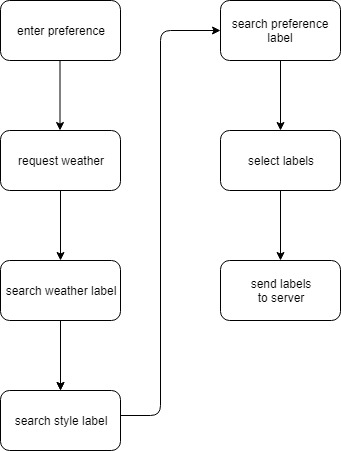 enter preference
request weather
search weather label
search style label
search preference
label
select labels
send labels
to server